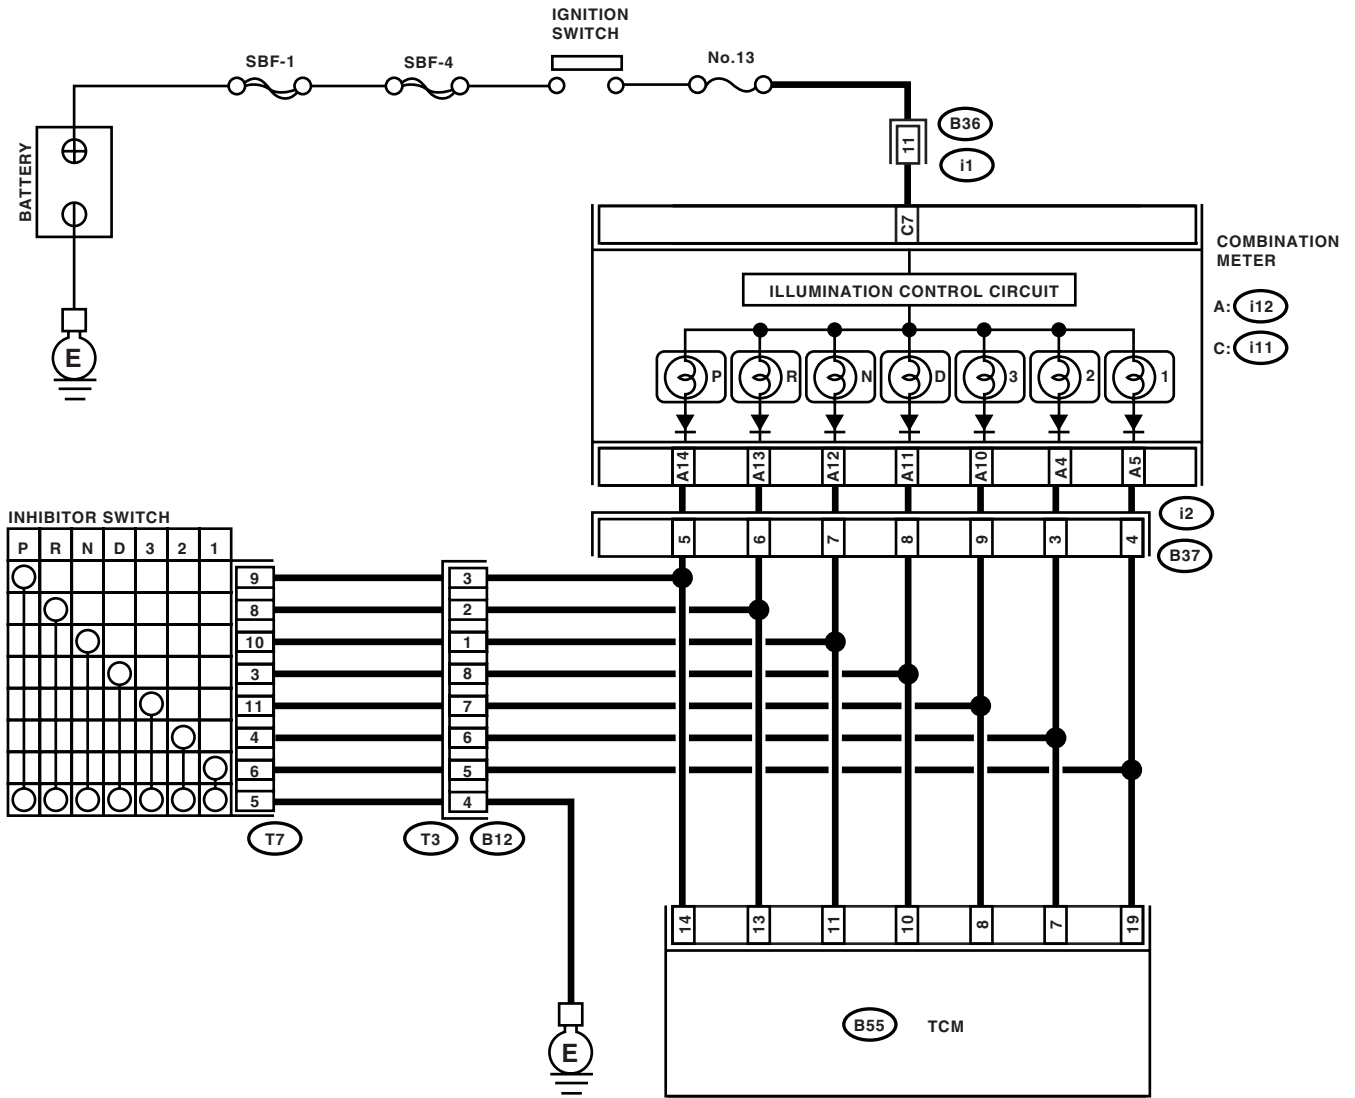 IGNITION
SWITCH
SBF-1
SBF-4
No.13
BATTERY
E
11
B36
i1
C7
COMBINATION
METER
A: i12
C: i11
ILLUMINATION CONTROL CIRCUIT
P R N D 3 2 1
A14 A13 A12 A11 A10 A4 A5
i2
5 6 7 8 9 3 4
B37
INHIBITOR SWITCH
P R N D 3 2 1
9 3
8 2
10 1
3 8
11 7
4 6
6 5
5 4
T7 T3 B12
14 13 11 10 8 7 19
B55 TCM
E